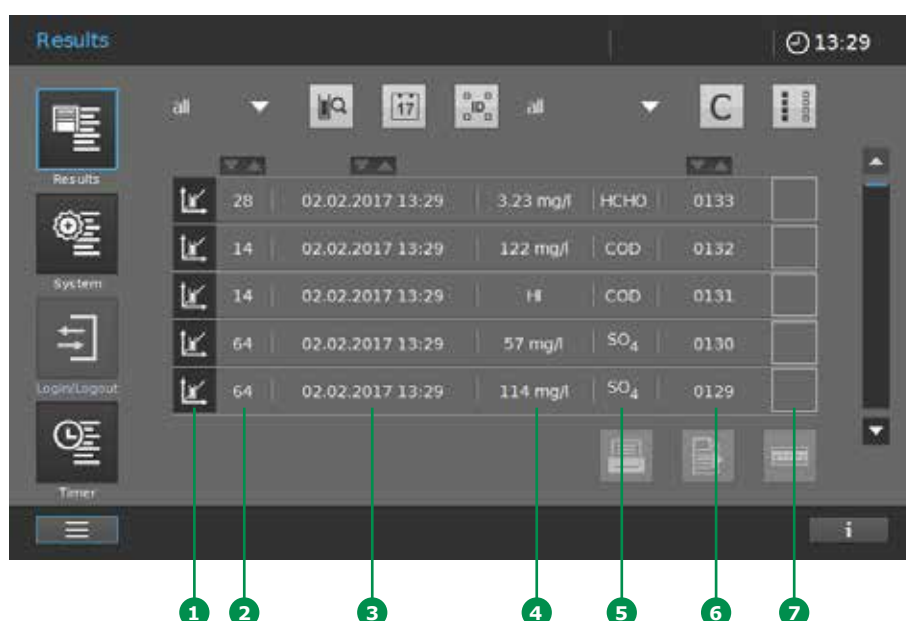 Results
13:29
all
17
ID
all
C
Results
28 02.02.2017 13:29 3.23 mg/l HCHO 0133
14 02.02.2017 13:29 122 mg/l COD 0132
System
14 02.02.2017 13:29 HI COD 0131
64 02.02.2017 13:29 57 mg/l SO₄ 0130
Login/Logout
64 02.02.2017 13:29 114 mg/l SO₄ 0129
Timer
i
1 2 3 4 5 6 7